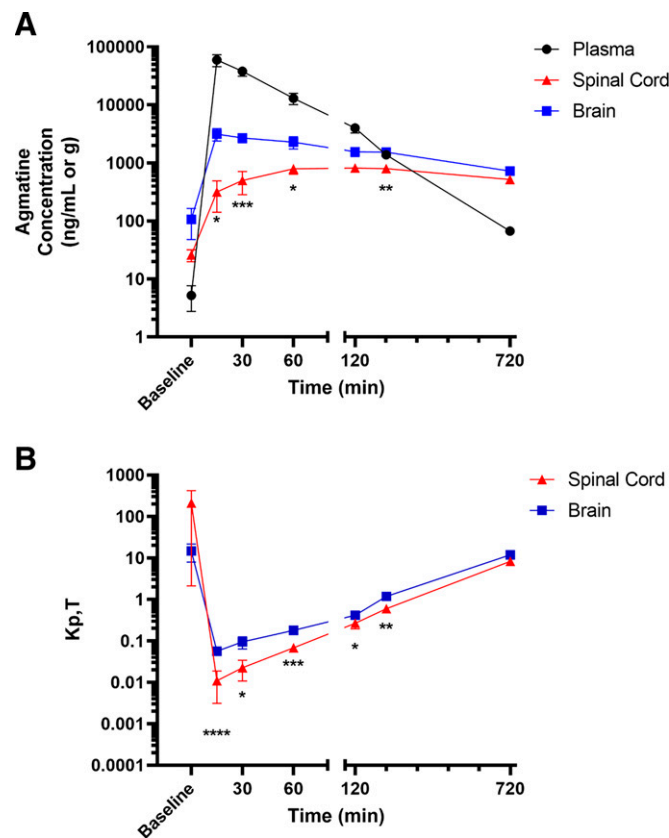 A
Agmatine
Concentration
(ng/mL or g)
100000
10000
1000
100
10
1
Plasma
Spinal Cord
Brain
*
***
*
**
Baseline
30
60
120
720
Time (min)
B
Kp,T
1000
100
10
1
0.1
0.01
0.001
0.0001
Spinal Cord
Brain
****
*
***
*
**
Baseline
30
60
120
720
Time (min)